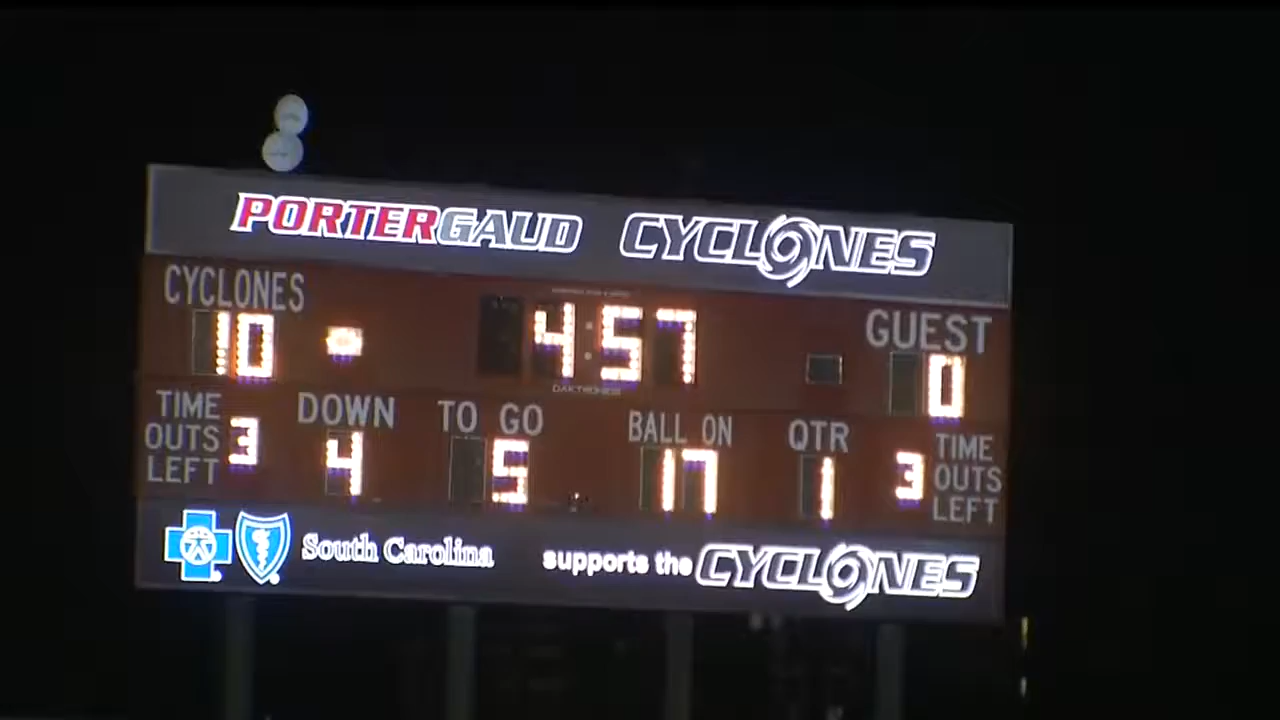 PORTERGAUD CYCLONES
CYCLONES
10
4:57
GUEST
0
DAKTRONICS
TIME OUTS LEFT
3
DOWN
4
TO GO
5
BALL ON
17
QTR
1
3
TIME OUTS LEFT
South Carolina
supports the CYCLONES